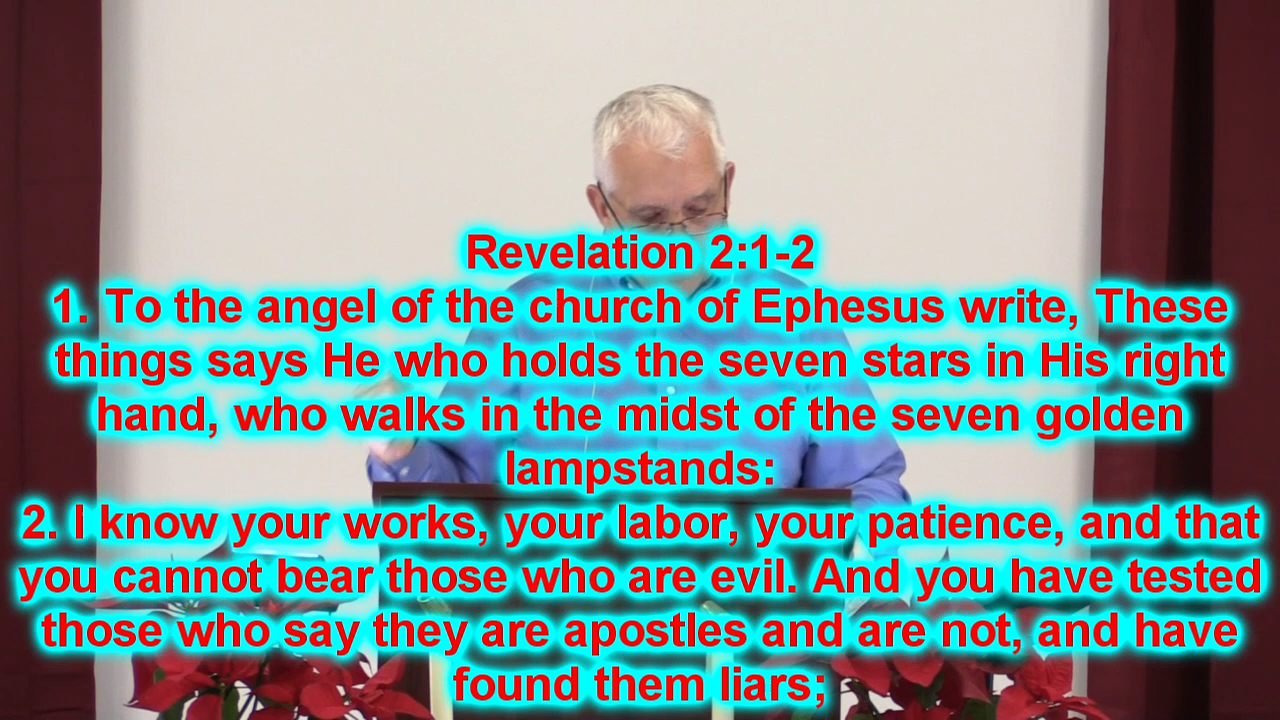 Revelation 2:1-2
1. To the angel of the church of Ephesus write, These
things says He who holds the seven stars in His right
hand, who walks in the midst of the seven golden
lampstands:
2. I know your works, your labor, your patience, and that
you cannot bear those who are evil. And you have tested
those who say they are apostles and are not, and have
found them liars;